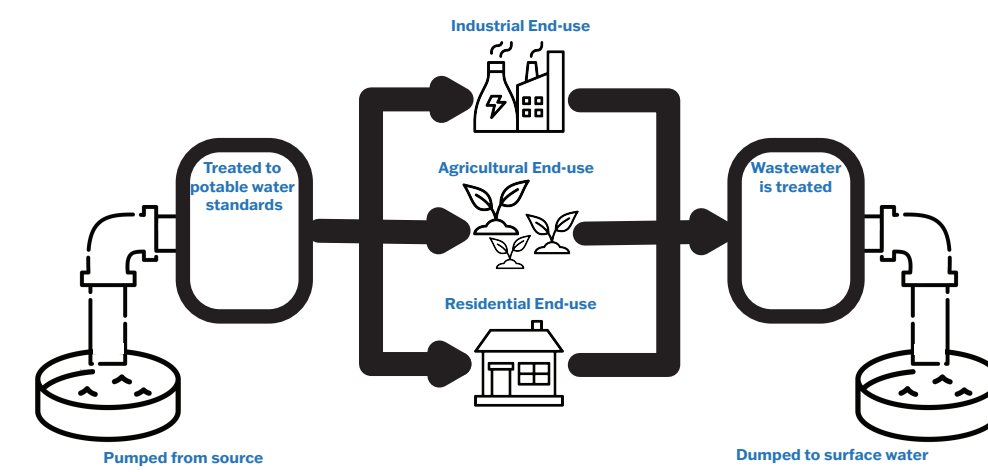 Industrial End-use
Treated to
potable water
standards
Agricultural End-use
Wastewater
is treated
Residential End-use
Pumped from source
Dumped to surface water